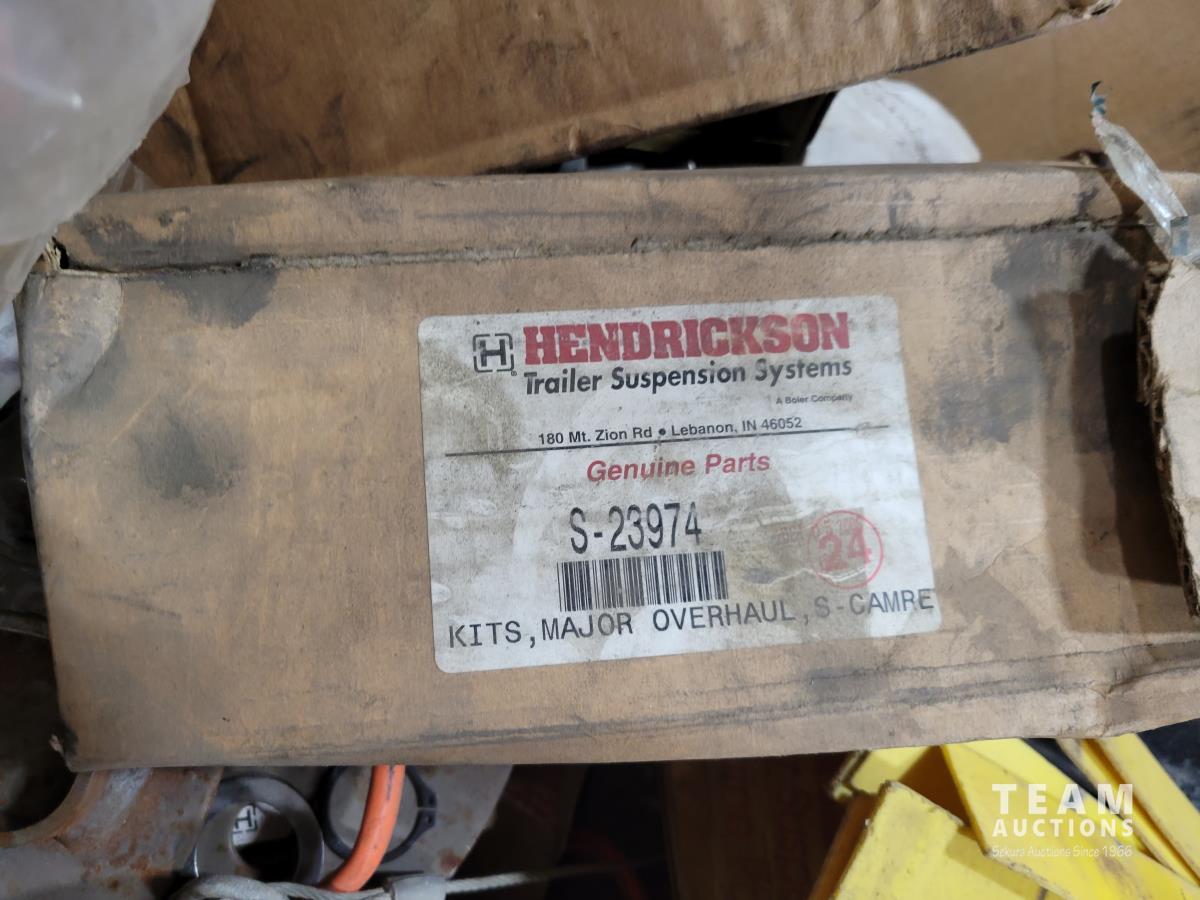 HENDRICKSON
Trailer Suspension Systems
A Boler Company
180 Mt. Zion Rd • Lebanon, IN 46052
Genuine Parts
S-23974
24
KITS,MAJOR OVERHAUL,S-CAMRE
H
TEAM
AUCTIONS
Sekura Auctions Since 1966